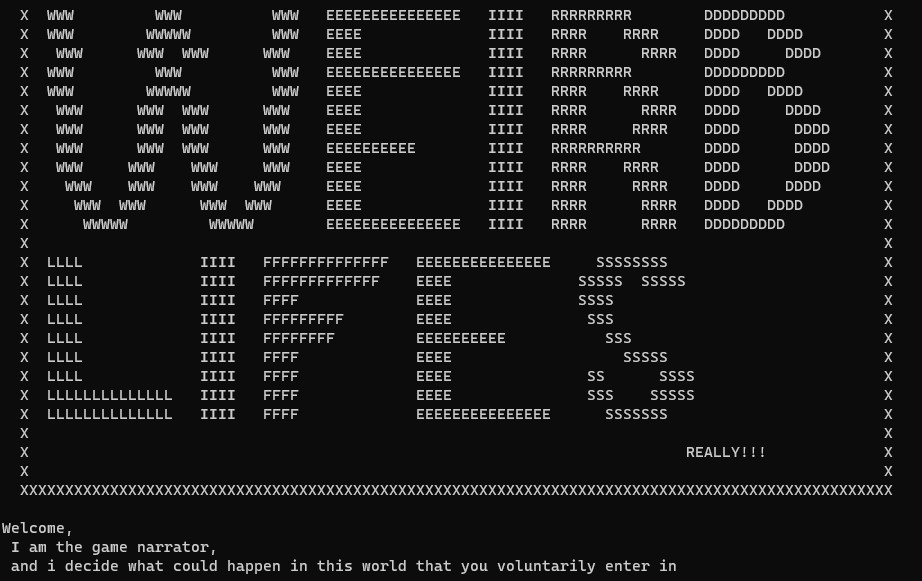 X  WWW         WWW          WWW   EEEEEEEEEEEEEEE   IIII   RRRRRRRRR        DDDDDDDDD           X
X  WWW        WWWWW         WWW   EEEE              IIII   RRRR    RRRR     DDDD   DDDD         X
X   WWW      WWW  WWW      WWW    EEEE              IIII   RRRR      RRRR   DDDD     DDDD       X
X  WWW         WWW          WWW   EEEEEEEEEEEEEEE   IIII   RRRRRRRRR        DDDDDDDDD           X
X  WWW        WWWWW         WWW   EEEE              IIII   RRRR    RRRR     DDDD   DDDD         X
X   WWW      WWW  WWW      WWW    EEEE              IIII   RRRR      RRRR   DDDD     DDDD       X
X   WWW      WWW  WWW      WWW    EEEE              IIII   RRRR     RRRR    DDDD      DDDD      X
X   WWW      WWW  WWW      WWW    EEEEEEEEEE        IIII   RRRRRRRRRR       DDDD      DDDD      X
X   WWW     WWW    WWW     WWW    EEEE              IIII   RRRR    RRRR     DDDD      DDDD      X
X    WWW    WWW    WWW    WWW     EEEE              IIII   RRRR     RRRR    DDDD     DDDD       X
X     WWW  WWW      WWW  WWW      EEEE              IIII   RRRR      RRRR   DDDD   DDDD         X
X      WWWWW         WWWWW        EEEEEEEEEEEEEEE   IIII   RRRR      RRRR   DDDDDDDDD           X
X                                                                                               X
X  LLLL             IIII   FFFFFFFFFFFFFF   EEEEEEEEEEEEEEE     SSSSSSSS                        X
X  LLLL             IIII   FFFFFFFFFFFFF    EEEE              SSSSS  SSSSS                      X
X  LLLL             IIII   FFFF             EEEE              SSSS                              X
X  LLLL             IIII   FFFFFFFFF        EEEE               SSS                              X
X  LLLL             IIII   FFFFFFFF         EEEEEEEEEE           SSS                            X
X  LLLL             IIII   FFFF             EEEE                   SSSSS                        X
X  LLLL             IIII   FFFF             EEEE               SS      SSSS                     X
X  LLLLLLLLLLLLLL   IIII   FFFF             EEEE               SSS    SSSSS                     X
X  LLLLLLLLLLLLLL   IIII   FFFF             EEEEEEEEEEEEEEE      SSSSSSS                        X
X                                                                                               X
X                                                                         REALLY!!!             X
X                                                                                               X
XXXXXXXXXXXXXXXXXXXXXXXXXXXXXXXXXXXXXXXXXXXXXXXXXXXXXXXXXXXXXXXXXXXXXXXXXXXXXXXXXXXXXXXXXXXXXXXXX
Welcome,
I am the game narrator,
and i decide what could happen in this world that you voluntarily enter in